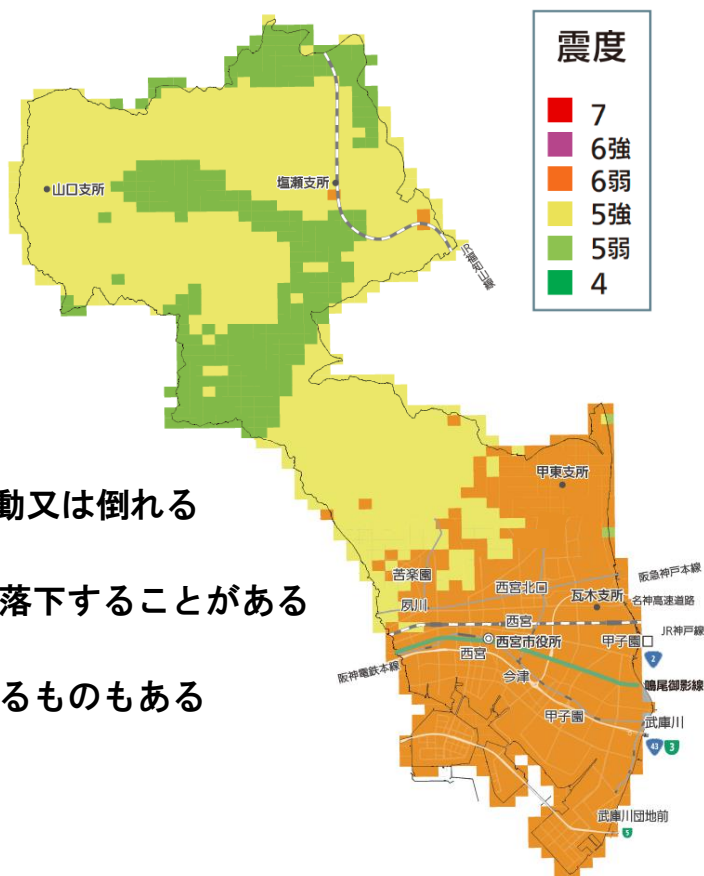 震度
7
6強
6弱
5強
5弱
4
山口支所
塩瀬支所
JR福知山線
甲東支所
動又は倒れる
落下することがある
るものもある
苦楽園
夙川
西宮北口
阪急神戸本線
瓦木支所
名神高速道路
西宮
JR神戸線
西宮市役所
甲子園口
西宮
2
阪神電鉄本線
今津
鳴尾御影線
甲子園
武庫川
43
3
武庫川団地前
5